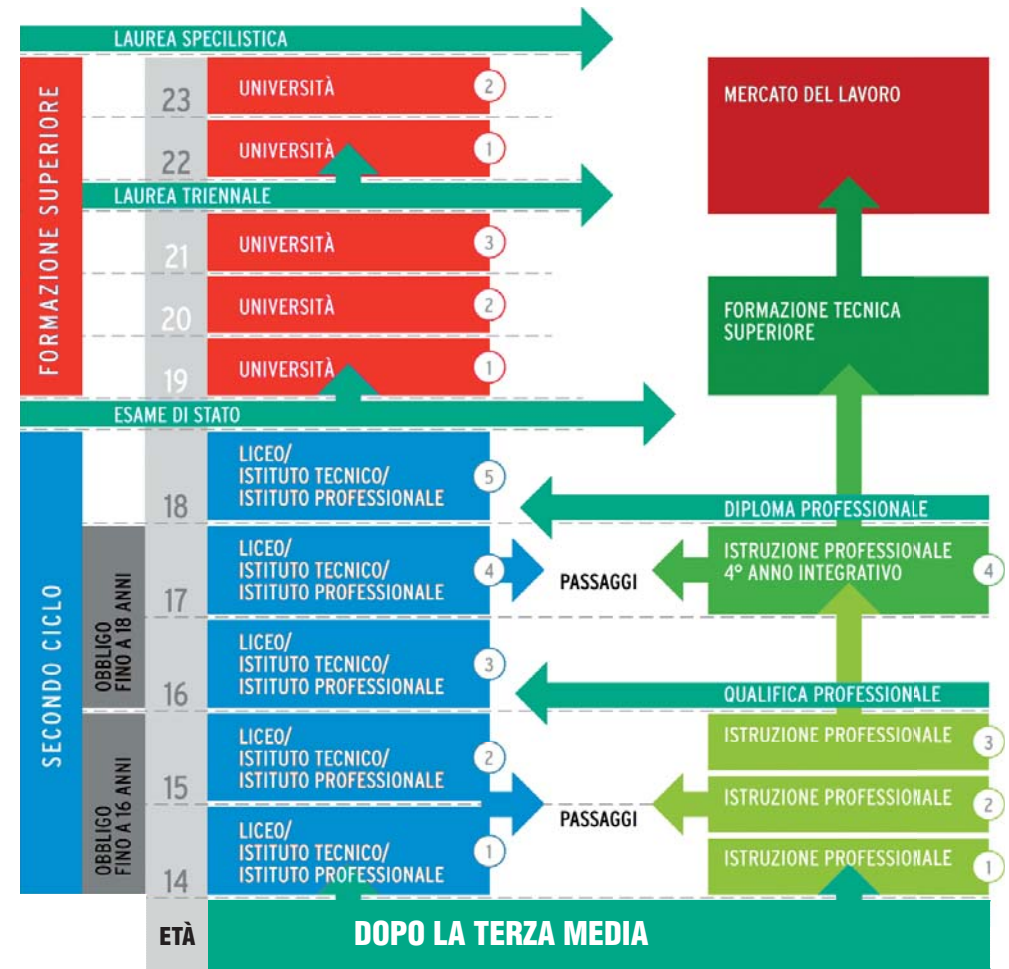 LAUREA SPECILISTICA
FORMAZIONE SUPERIORE
23
UNIVERSITÀ
2
22
UNIVERSITÀ
1
LAUREA TRIENNALE
21
UNIVERSITÀ
3
20
UNIVERSITÀ
2
19
UNIVERSITÀ
1
MERCATO DEL LAVORO
FORMAZIONE TECNICA
SUPERIORE
ESAME DI STATO
SECONDO CICLO
18
LICEO/
ISTITUTO TECNICO/
ISTITUTO PROFESSIONALE
5
DIPLOMA PROFESSIONALE
OBBLIGO
FINO A 18 ANNI
17
LICEO/
ISTITUTO TECNICO/
ISTITUTO PROFESSIONALE
4
PASSAGGI
ISTRUZIONE PROFESSIONALE
4° ANNO INTEGRATIVO
4
16
LICEO/
ISTITUTO TECNICO/
ISTITUTO PROFESSIONALE
3
QUALIFICA PROFESSIONALE
OBBLIGO
FINO A 16 ANNI
15
LICEO/
ISTITUTO TECNICO/
ISTITUTO PROFESSIONALE
2
ISTRUZIONE PROFESSIONALE
3
PASSAGGI
ISTRUZIONE PROFESSIONALE
2
14
LICEO/
ISTITUTO TECNICO/
ISTITUTO PROFESSIONALE
1
ISTRUZIONE PROFESSIONALE
1
ETÀ
DOPO LA TERZA MEDIA